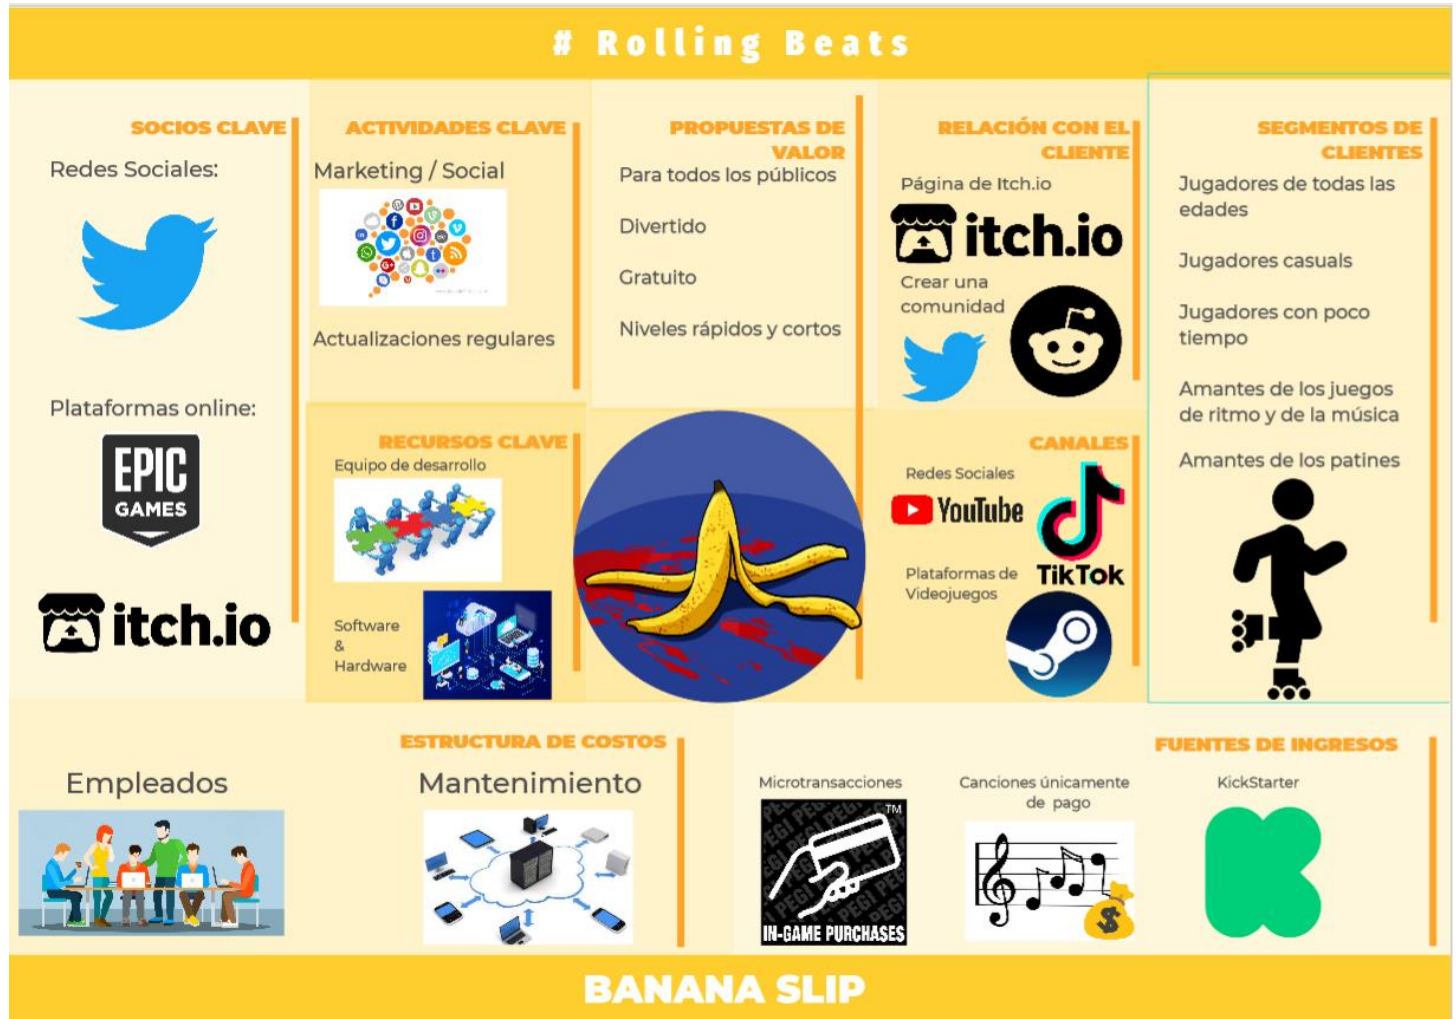 # Rolling Beats
SOCIOS CLAVE
Redes Sociales:
Plataformas online:
EPIC
GAMES
itch.io
ACTIVIDADES CLAVE
Marketing / Social
Actualizaciones regulares
RECURSOS CLAVE
Equipo de desarrollo
Software
&
Hardware
PROPUESTAS DE
VALOR
Para todos los públicos
Divertido
Gratuito
Niveles rápidos y cortos
RELACIÓN CON EL
CLIENTE
Página de Itch.io
itch.io
Crear una
comunidad
CANALES
Redes Sociales
YouTube
TikTok
Plataformas de
Videojuegos
SEGMENTOS DE
CLIENTES
Jugadores de todas las
edades
Jugadores casuals
Jugadores con poco
tiempo
Amantes de los juegos
de ritmo y de la música
Amantes de los patines
ESTRUCTURA DE COSTOS
Empleados
Mantenimiento
FUENTES DE INGRESOS
Microtransacciones
TM
IN-GAME PURCHASES
Canciones únicamente
de pago
KickStarter
BANANA SLIP